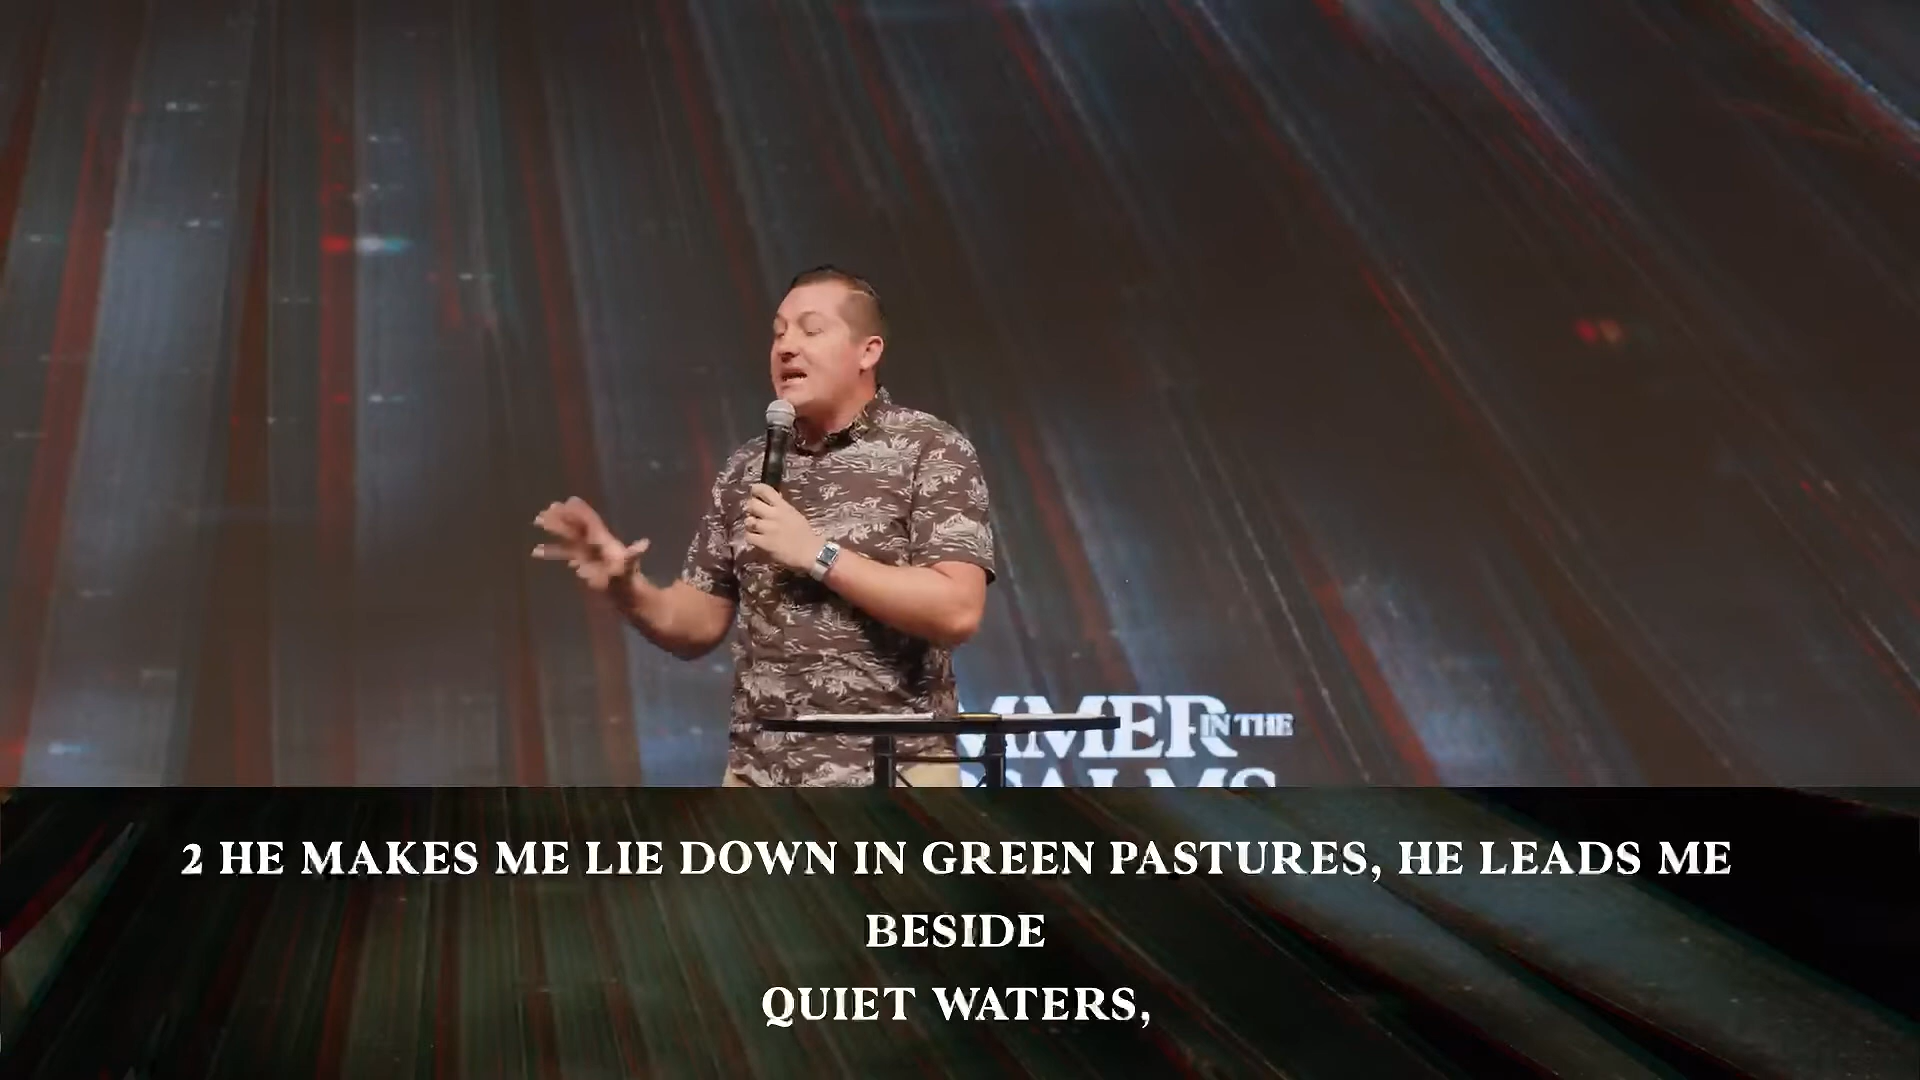 MMER IN THE
2 HE MAKES ME LIE DOWN IN GREEN PASTURES, HE LEADS ME
BESIDE
QUIET WATERS,